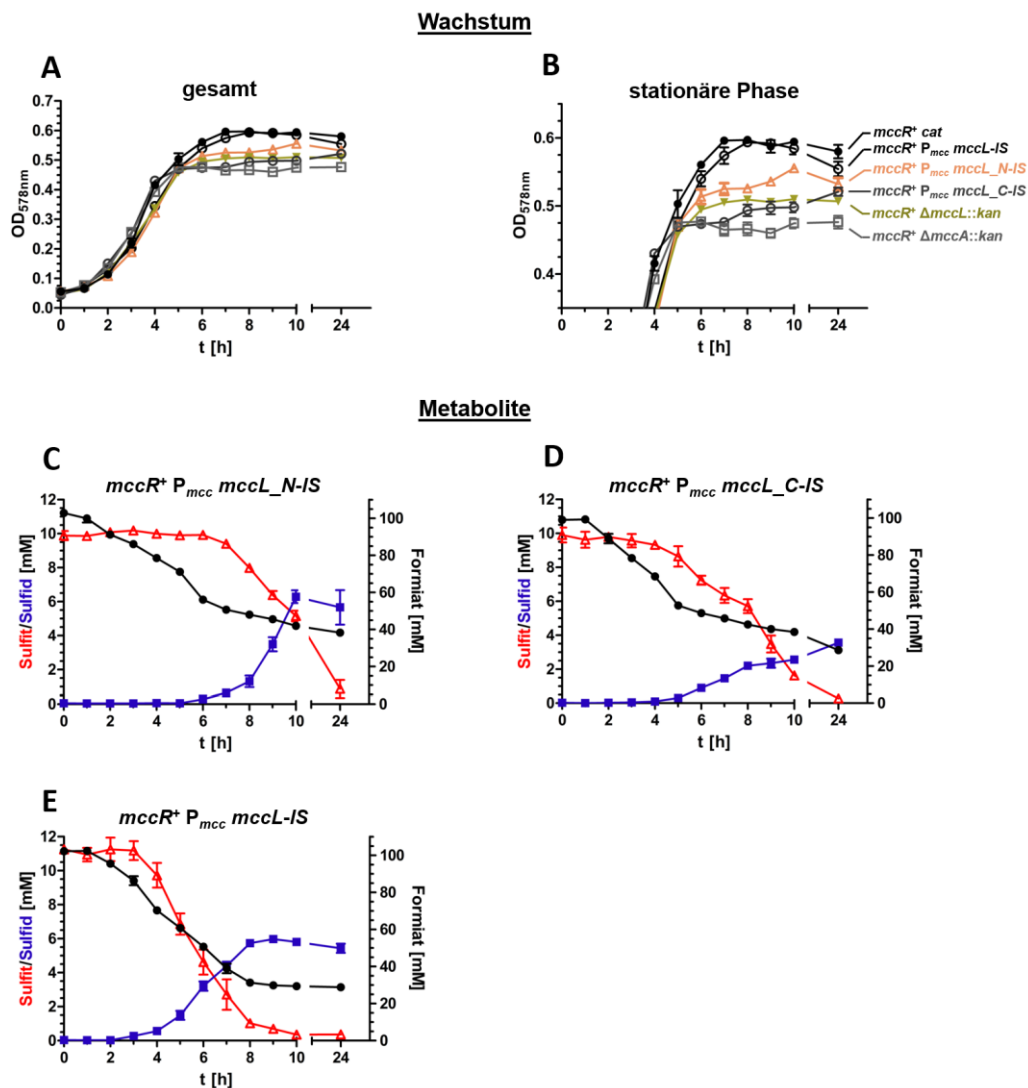 Wachstum
A
gesamt
OD578nm
0.7
0.6
0.5
0.4
0.3
0.2
0.1
0.0
0 2 4 6 8 10 24
t [h]
B
stationäre Phase
OD578nm
0.6
0.5
0.4
0 2 4 6 8 10 24
t [h]
mccR+ cat
mccR+ Pmcc mccL-IS
mccR+ Pmcc mccL_N-IS
mccR+ Pmcc mccL_C-IS
mccR+ ΔmccL::kan
mccR+ ΔmccA::kan
Metabolite
C
mccR+ Pmcc mccL_N-IS
Sulfit/Sulfid [mM]
12
10
8
6
4
2
0
0 2 4 6 8 10 24
t [h]
100
80
60
40
20
0
Formiat [mM]
D
mccR+ Pmcc mccL_C-IS
Sulfit/Sulfid [mM]
12
10
8
6
4
2
0
0 2 4 6 8 10 24
t [h]
100
80
60
40
20
0
Formiat [mM]
E
mccR+ Pmcc mccL-IS
Sulfit/Sulfid [mM]
12
10
8
6
4
2
0
0 2 4 6 8 10 24
t [h]
100
80
60
40
20
0
Formiat [mM]